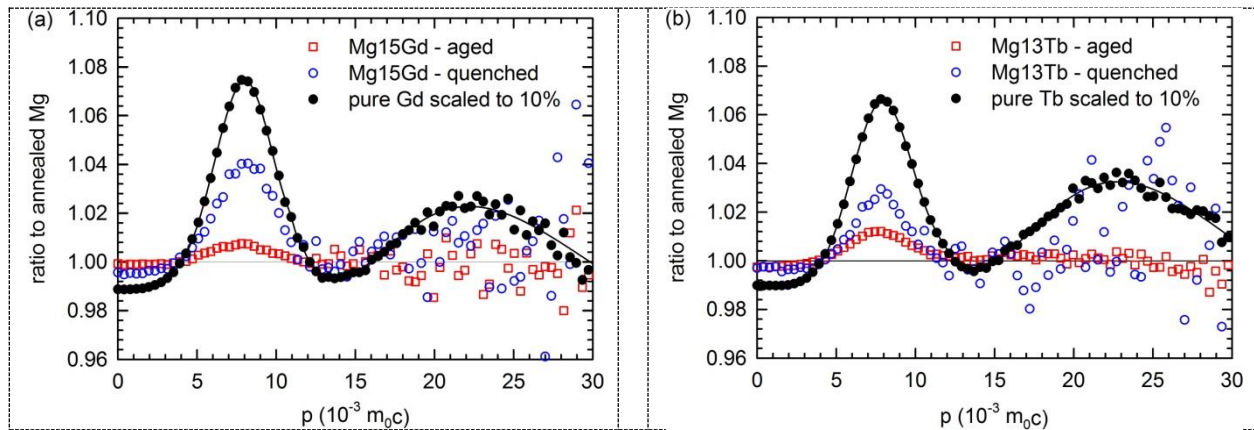 (a)
Mg15Gd - aged
Mg15Gd - quenched
pure Gd scaled to 10%
ratio to annealed Mg
1.10
1.08
1.06
1.04
1.02
1.00
0.98
0.96
0 5 10 15 20 25 30
p (10⁻³ m₀c)
(b)
Mg13Tb - aged
Mg13Tb - quenched
pure Tb scaled to 10%
ratio to annealed Mg
1.10
1.08
1.06
1.04
1.02
1.00
0.98
0.96
0 5 10 15 20 25 30
p (10⁻³ m₀c)